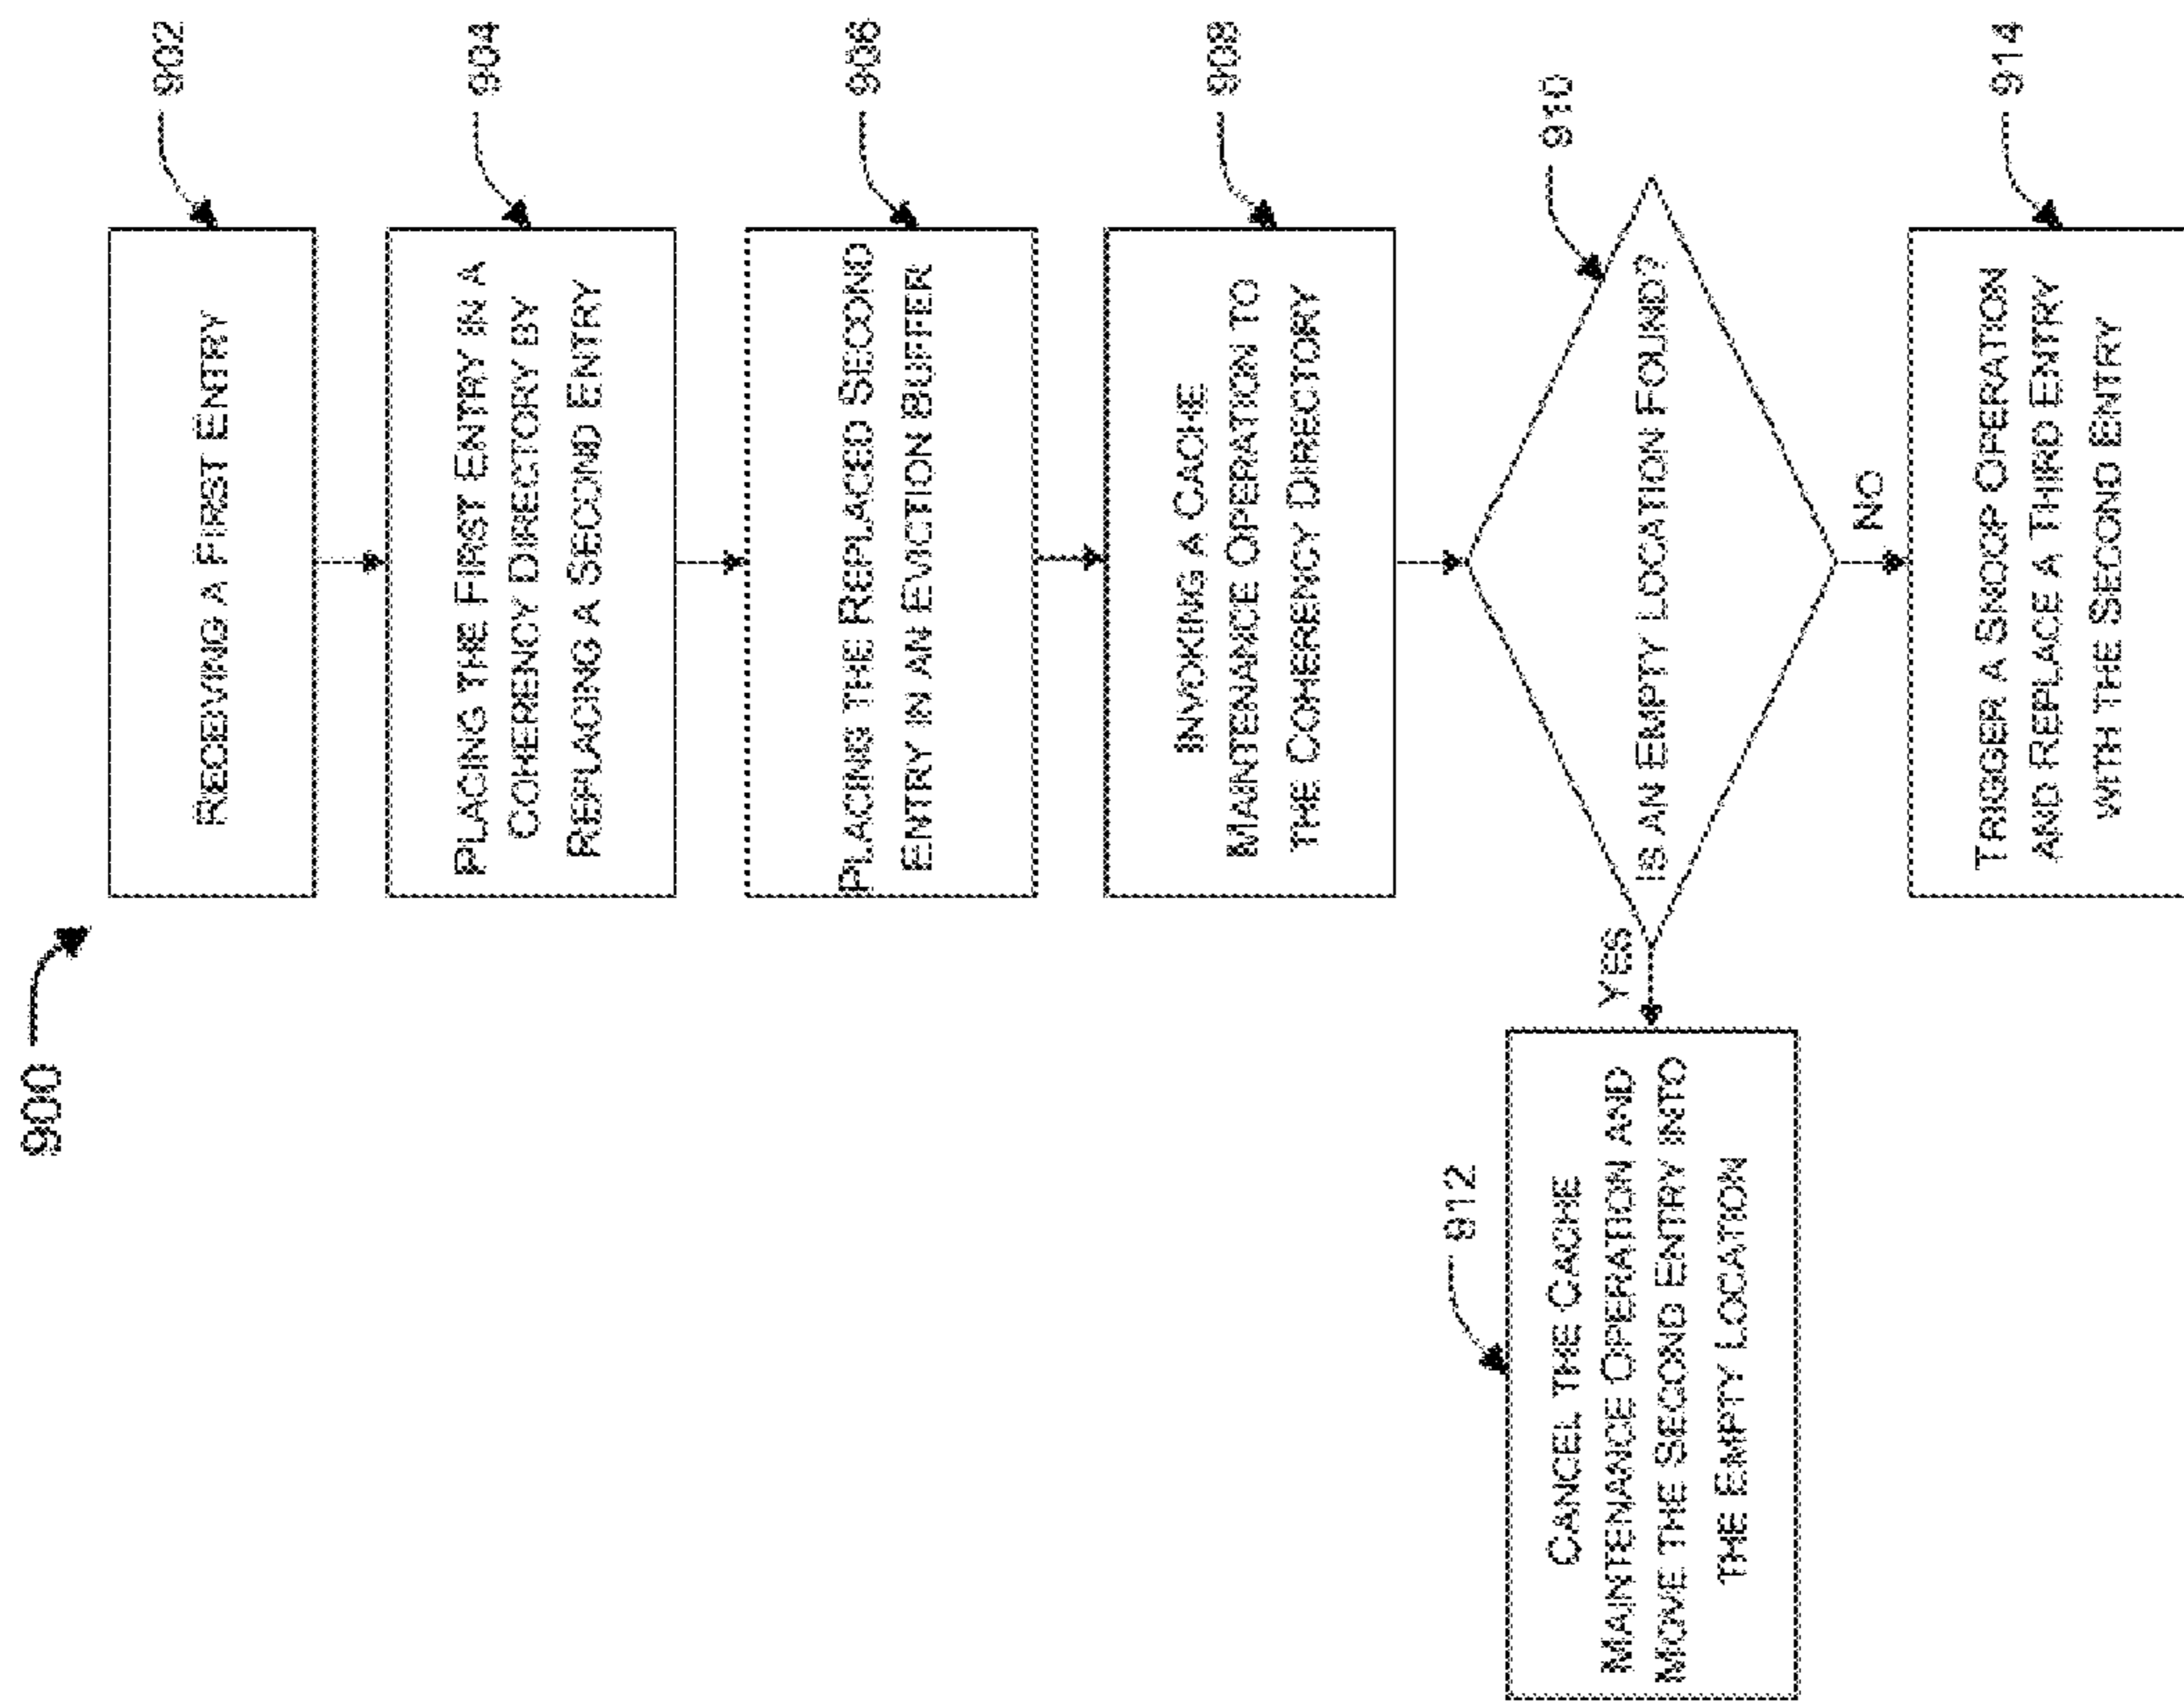 900
902
RECEIVING A FIRST ENTRY
904
PLACING THE FIRST ENTRY IN A
COHERENCY DIRECTORY BY
REPLACING A SECOND ENTRY
906
PLACING THE REPLACED SECOND
ENTRY IN AN EVICTION BUFFER
908
INVOKING A CACHE
MAINTENANCE OPERATION TO
THE COHERENCY DIRECTORY
910
IS AN EMPTY LOCATION FOUND?
YES
912
CANCEL THE CACHE
MAINTENANCE OPERATION AND
MOVE THE SECOND ENTRY INTO
THE EMPTY LOCATION
NO
914
TRIGGER A SNOOP OPERATION
AND REPLACE A THIRD ENTRY
WITH THE SECOND ENTRY